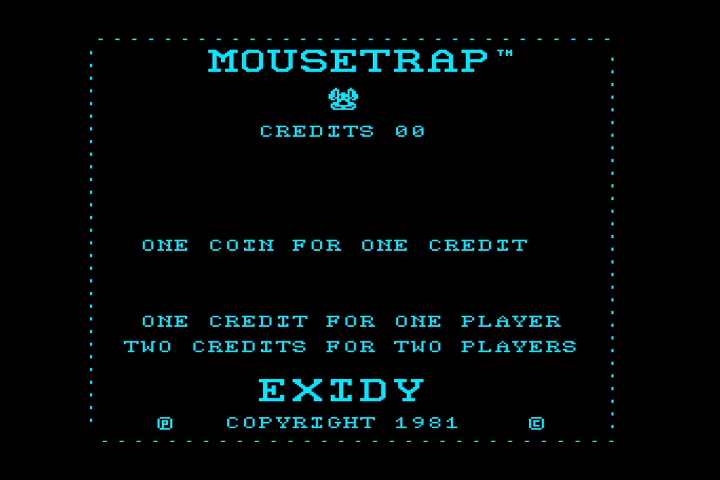 MOUSETRAP™
CREDITS 00
ONE COIN FOR ONE CREDIT
ONE CREDIT FOR ONE PLAYER
TWO CREDITS FOR TWO PLAYERS
EXIDY
Ⓟ COPYRIGHT 1981 ©